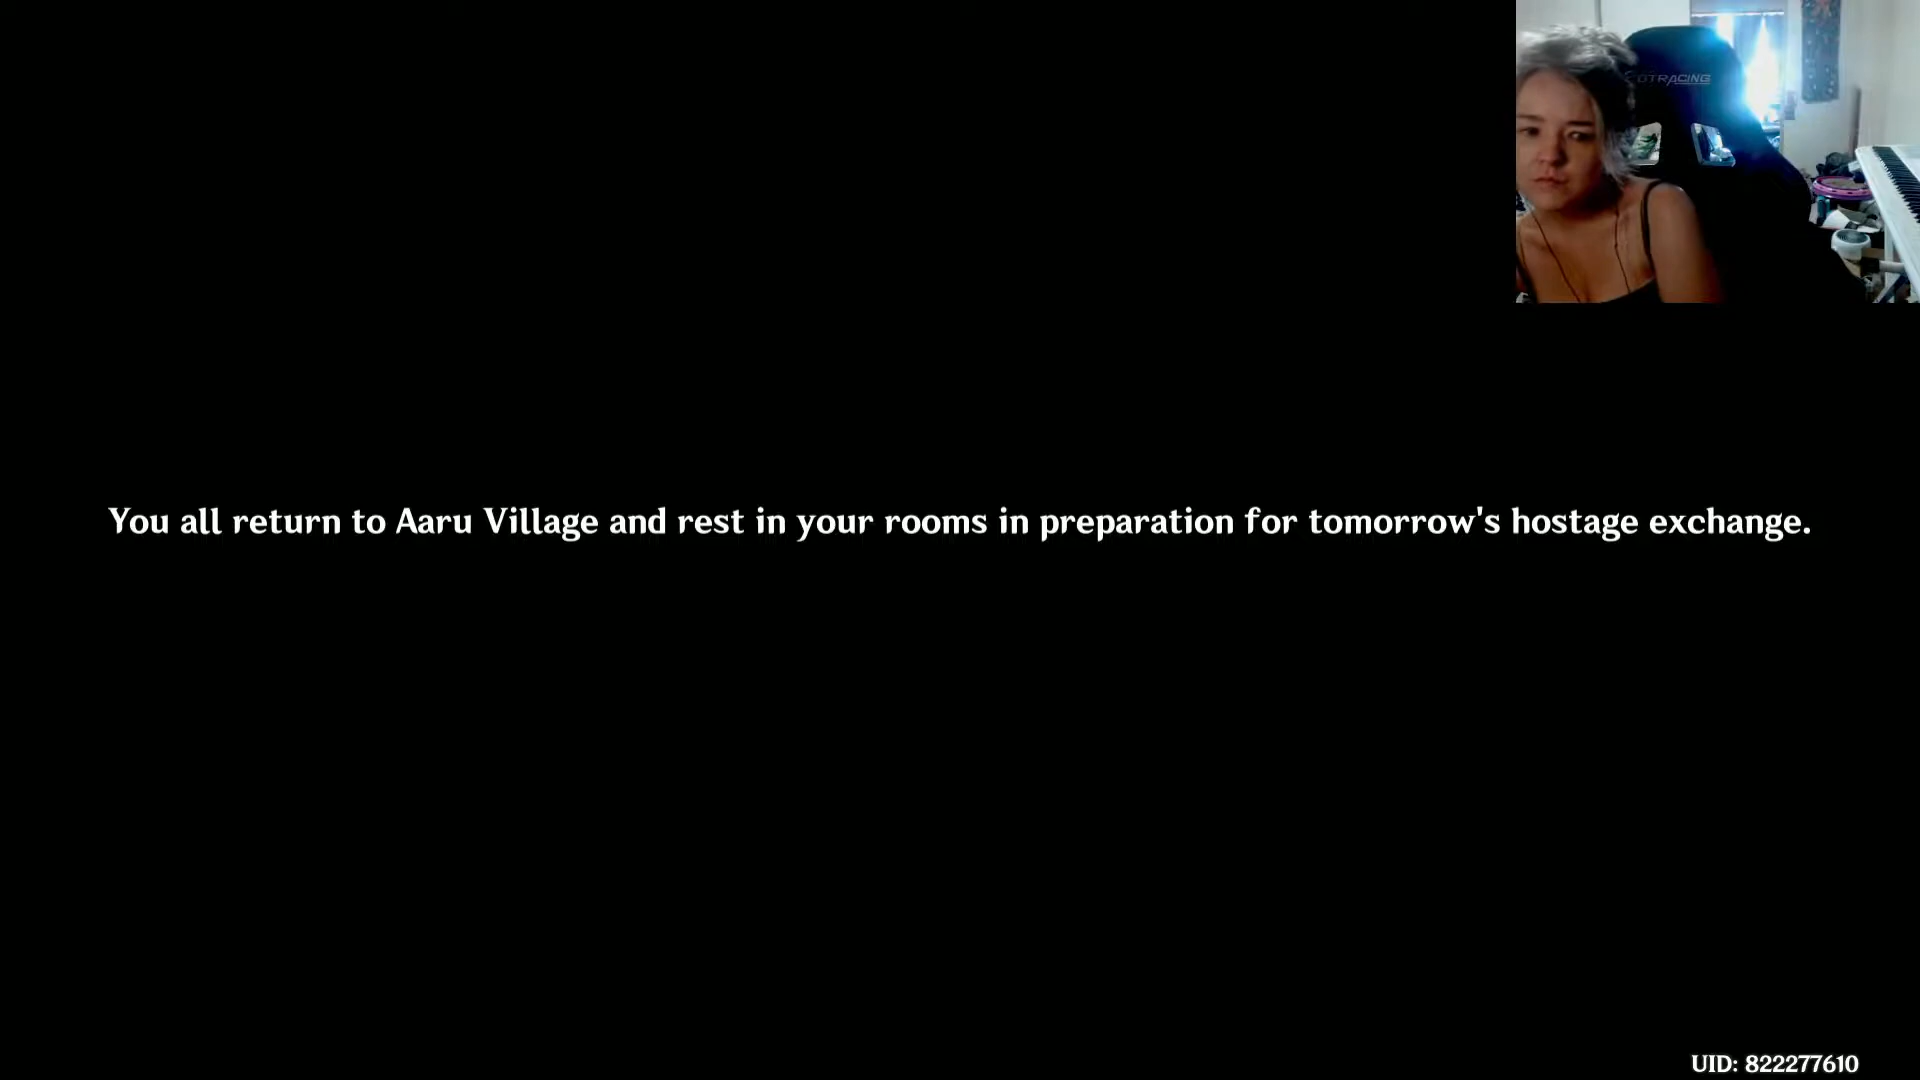 GTRACING
You all return to Aaru Village and rest in your rooms in preparation for tomorrow's hostage exchange.
UID: 822277610